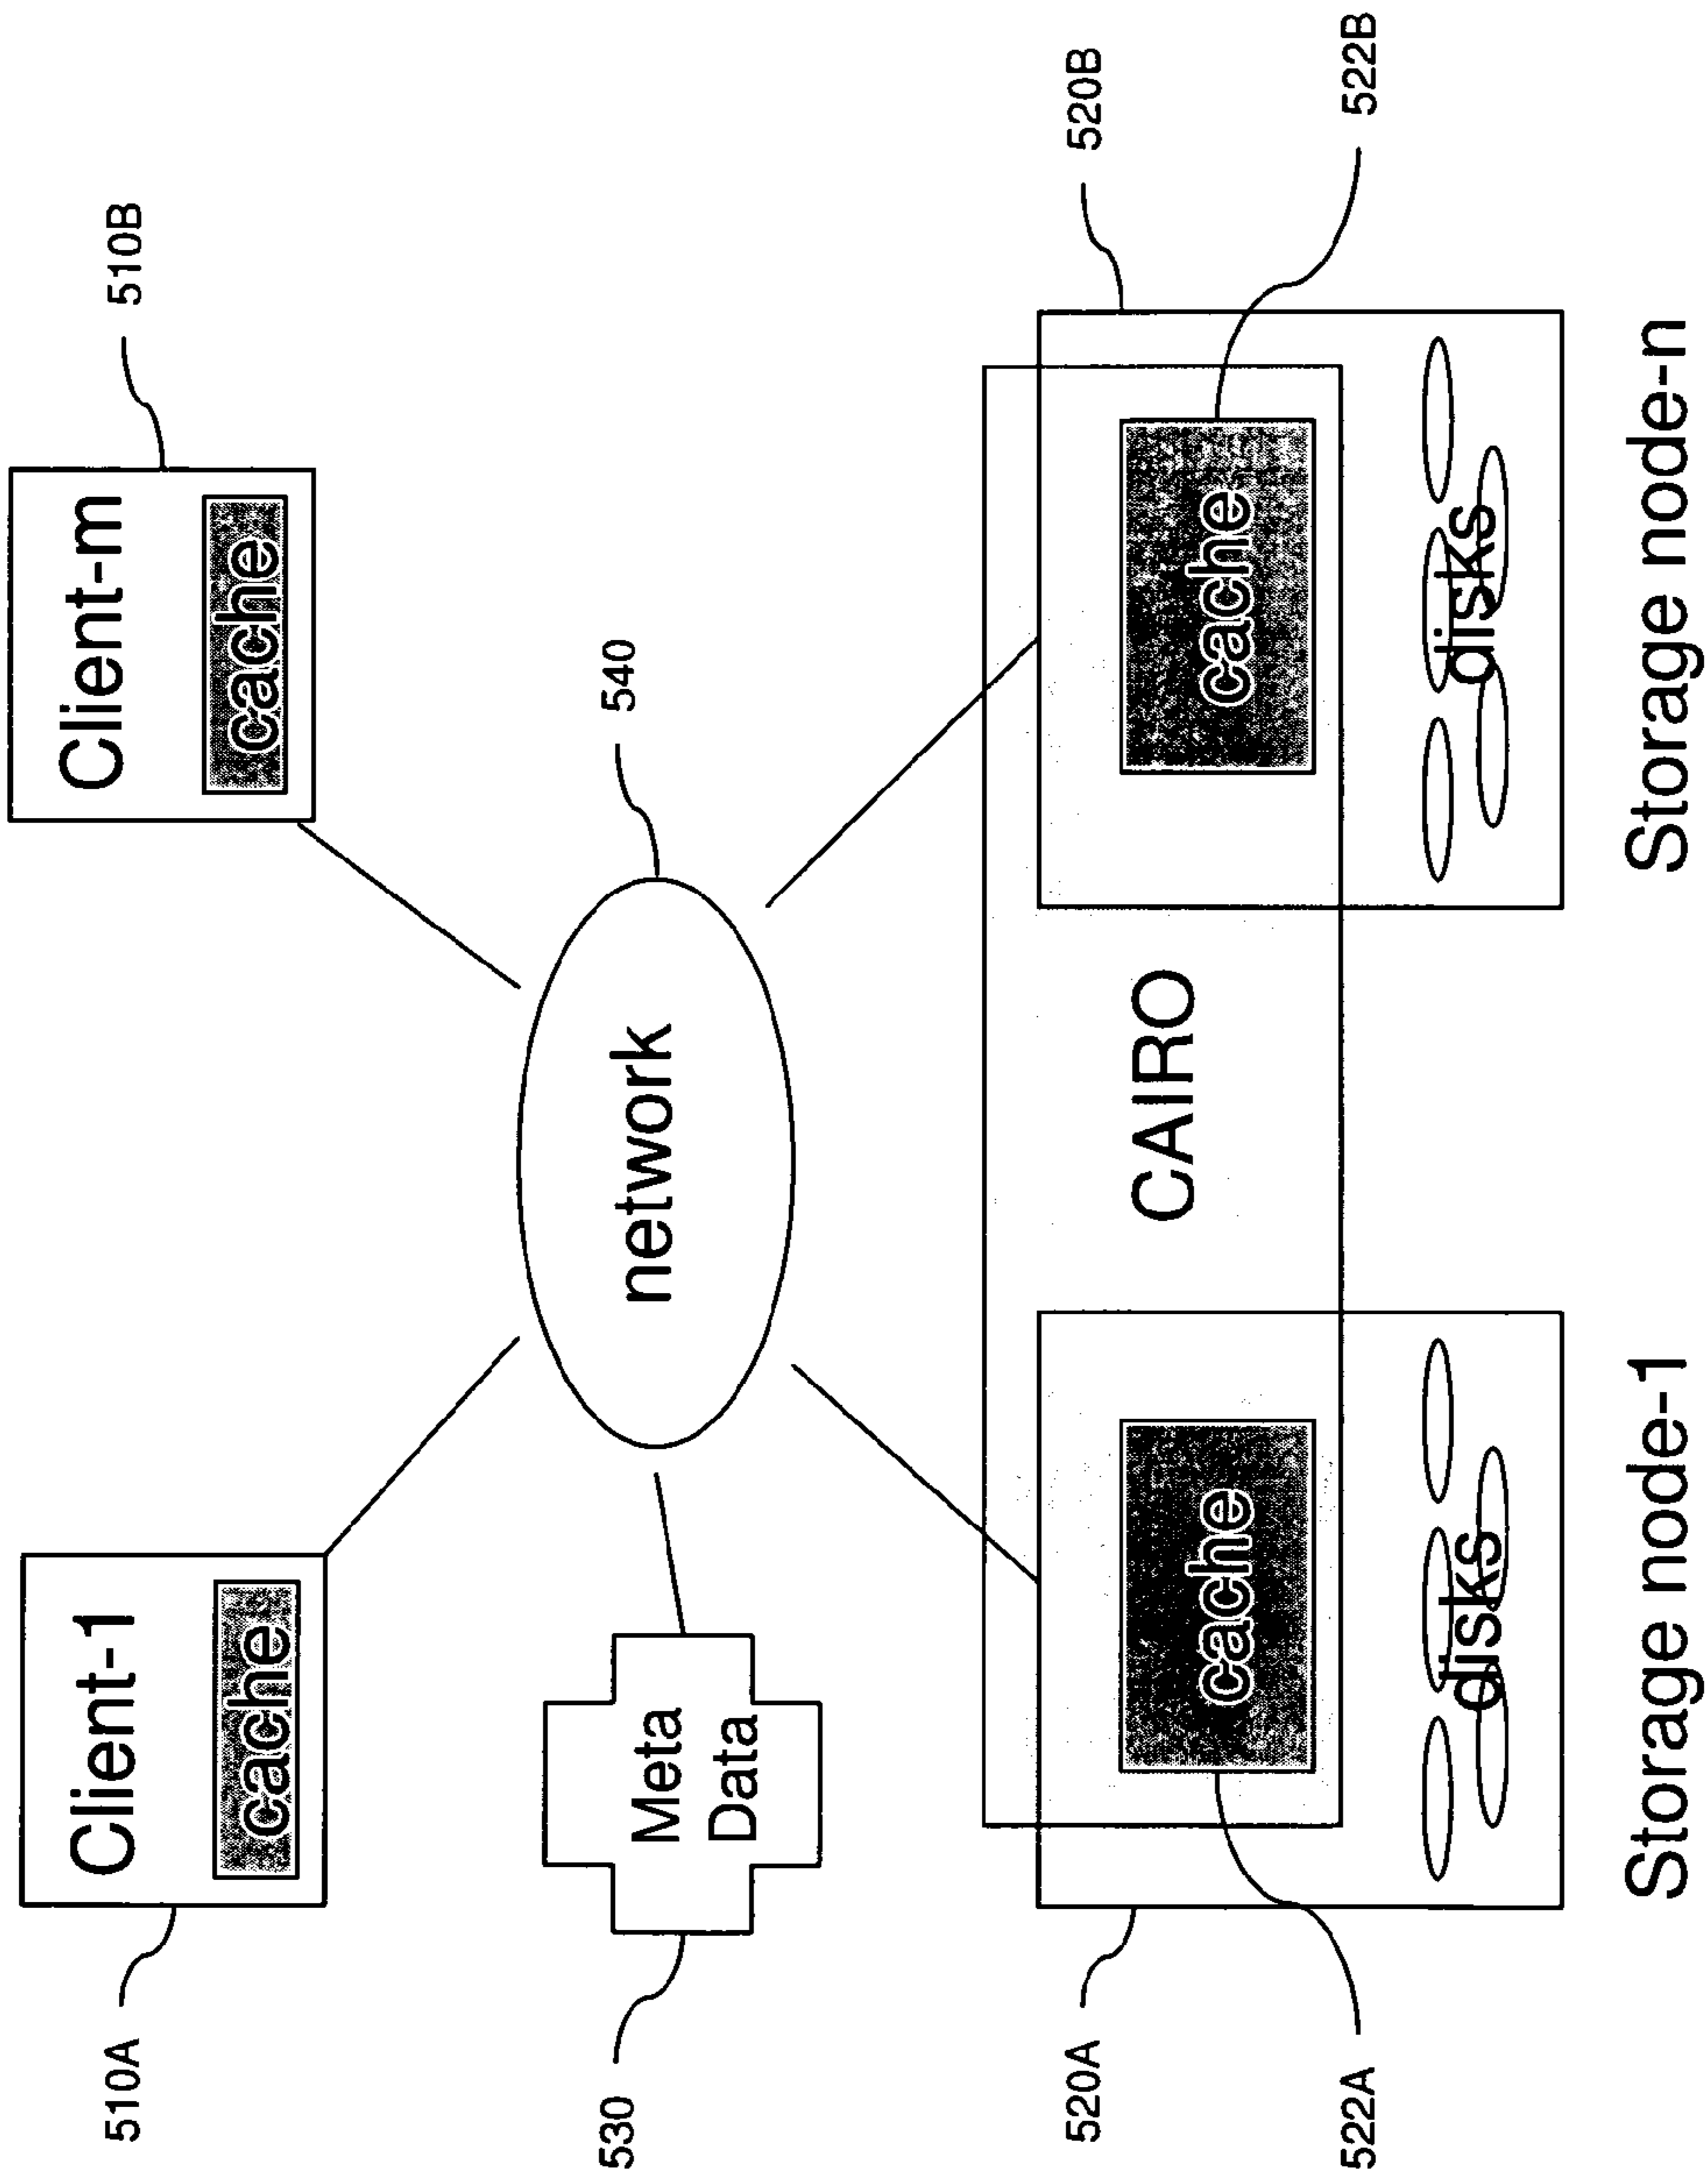 510A
Client-1
cache
Client-m
cache
510B
530
Meta
Data
network
540
520A
522A
cache
disks
Storage node-1
CAIRO
cache
disks
Storage node-n
520B
522B